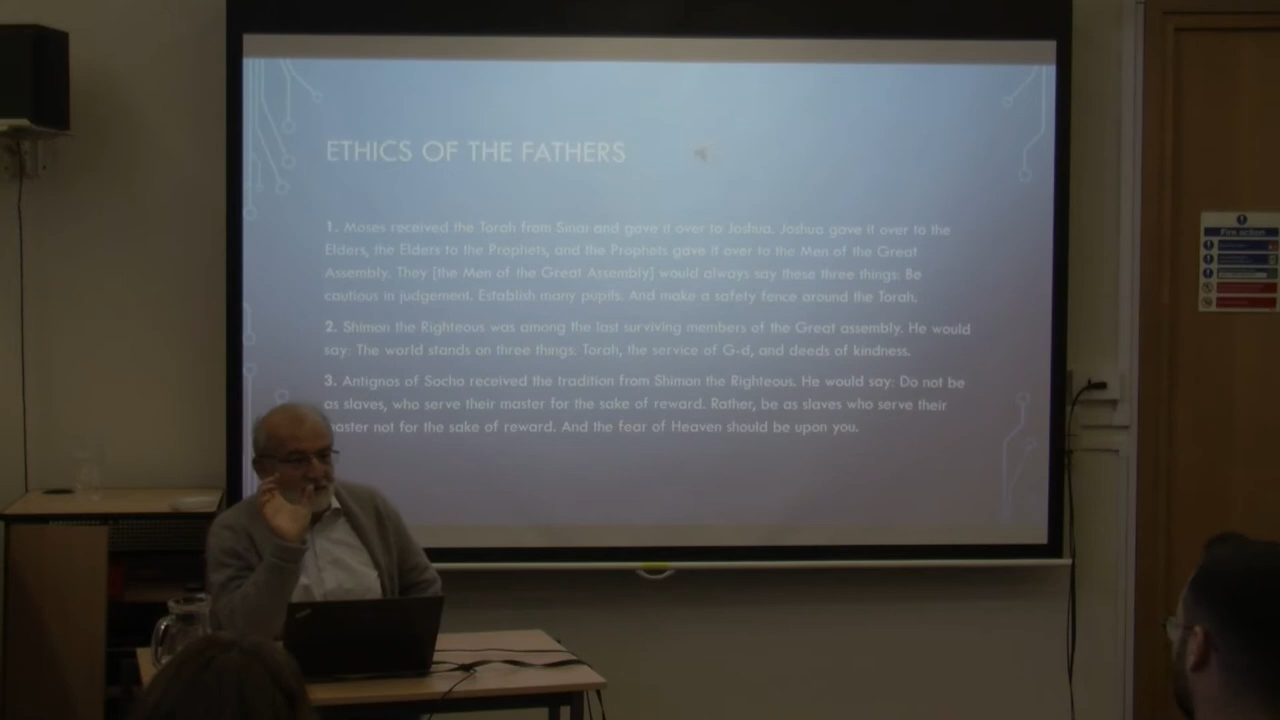 ETHICS OF THE FATHERS
1. Moses received the Torah from Sinai and gave it over to Joshua. Joshua gave it over to the
Elders, the Elders to the Prophets, and the Prophets gave it over to the Men of the Great
Assembly. They [the Men of the Great Assembly] would always say these three things: Be
cautious in judgement. Establish many pupils. And make a safety fence around the Torah.
2. Shimon the Righteous was among the last surviving members of the Great assembly. He would
say: The world stands on three things: Torah, the service of G-d, and deeds of kindness.
3. Antignos of Socho received the tradition from Shimon the Righteous. He would say: Do not be
as slaves, who serve their master for the sake of reward. Rather, be as slaves who serve their
master not for the sake of reward. And the fear of Heaven should be upon you.
Fire action